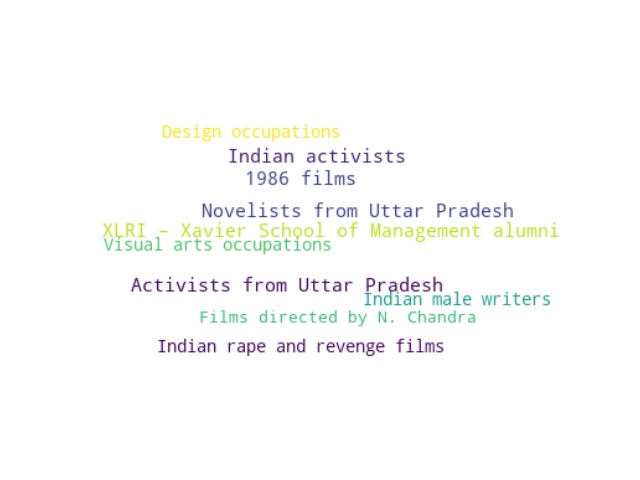 Design occupations
Indian activists
1986 films
Novelists from Uttar Pradesh
XLRI – Xavier School of Management alumni
Visual arts occupations
Activists from Uttar Pradesh
Indian male writers
Films directed by N. Chandra
Indian rape and revenge films